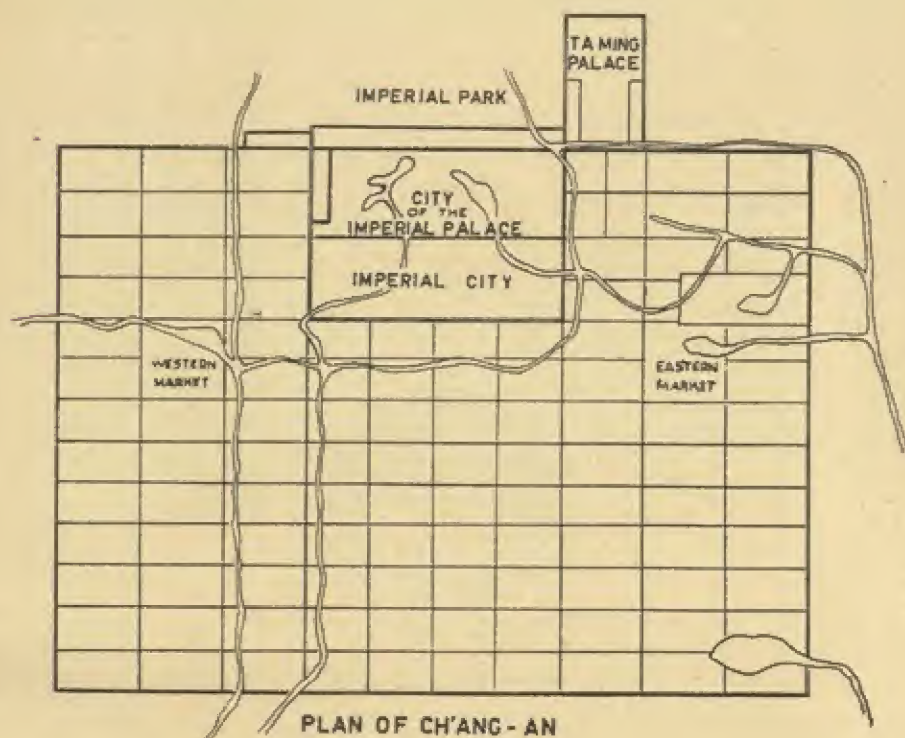 TA MING
PALACE
IMPERIAL PARK
CITY
OF THE
IMPERIAL PALACE
IMPERIAL CITY
WESTERN
MARKET
EASTERN
MARKET
PLAN OF CH'ANG-AN